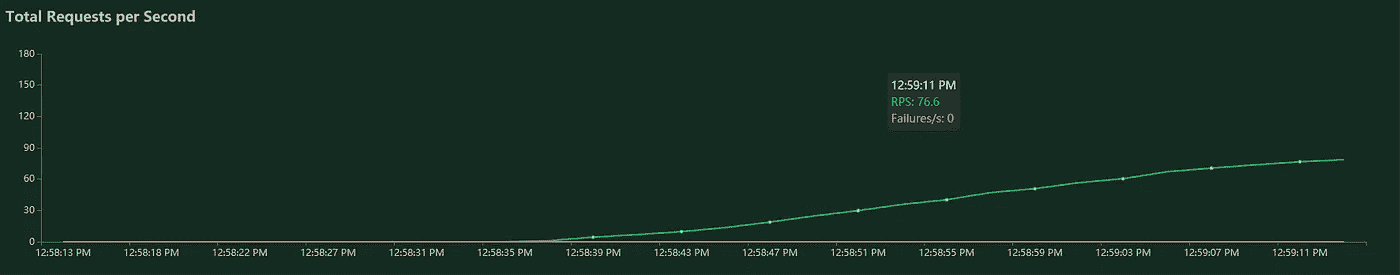 Total Requests per Second
180
150
120
90
60
30
0
12:59:11 PM
RPS: 76.6
Failures/s: 0
12:58:13 PM 12:58:18 PM 12:58:22 PM 12:58:27 PM 12:58:31 PM 12:58:35 PM 12:58:39 PM 12:58:43 PM 12:58:47 PM 12:58:51 PM 12:58:55 PM 12:58:59 PM 12:59:03 PM 12:59:07 PM 12:59:11 PM